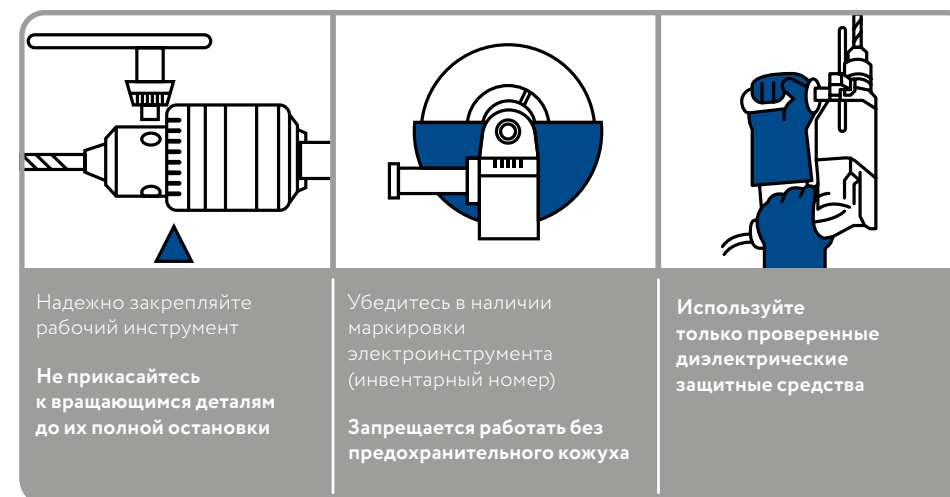 Надежно закрепляйте
рабочий инструмент
Не прикасайтесь
к вращающимся деталям
до их полной остановки
Убедитесь в наличии
маркировки
электроинструмента
(инвентарный номер)
Запрещается работать без
предохранительного кожуха
Используйте
только проверенные
диэлектрические
защитные средства